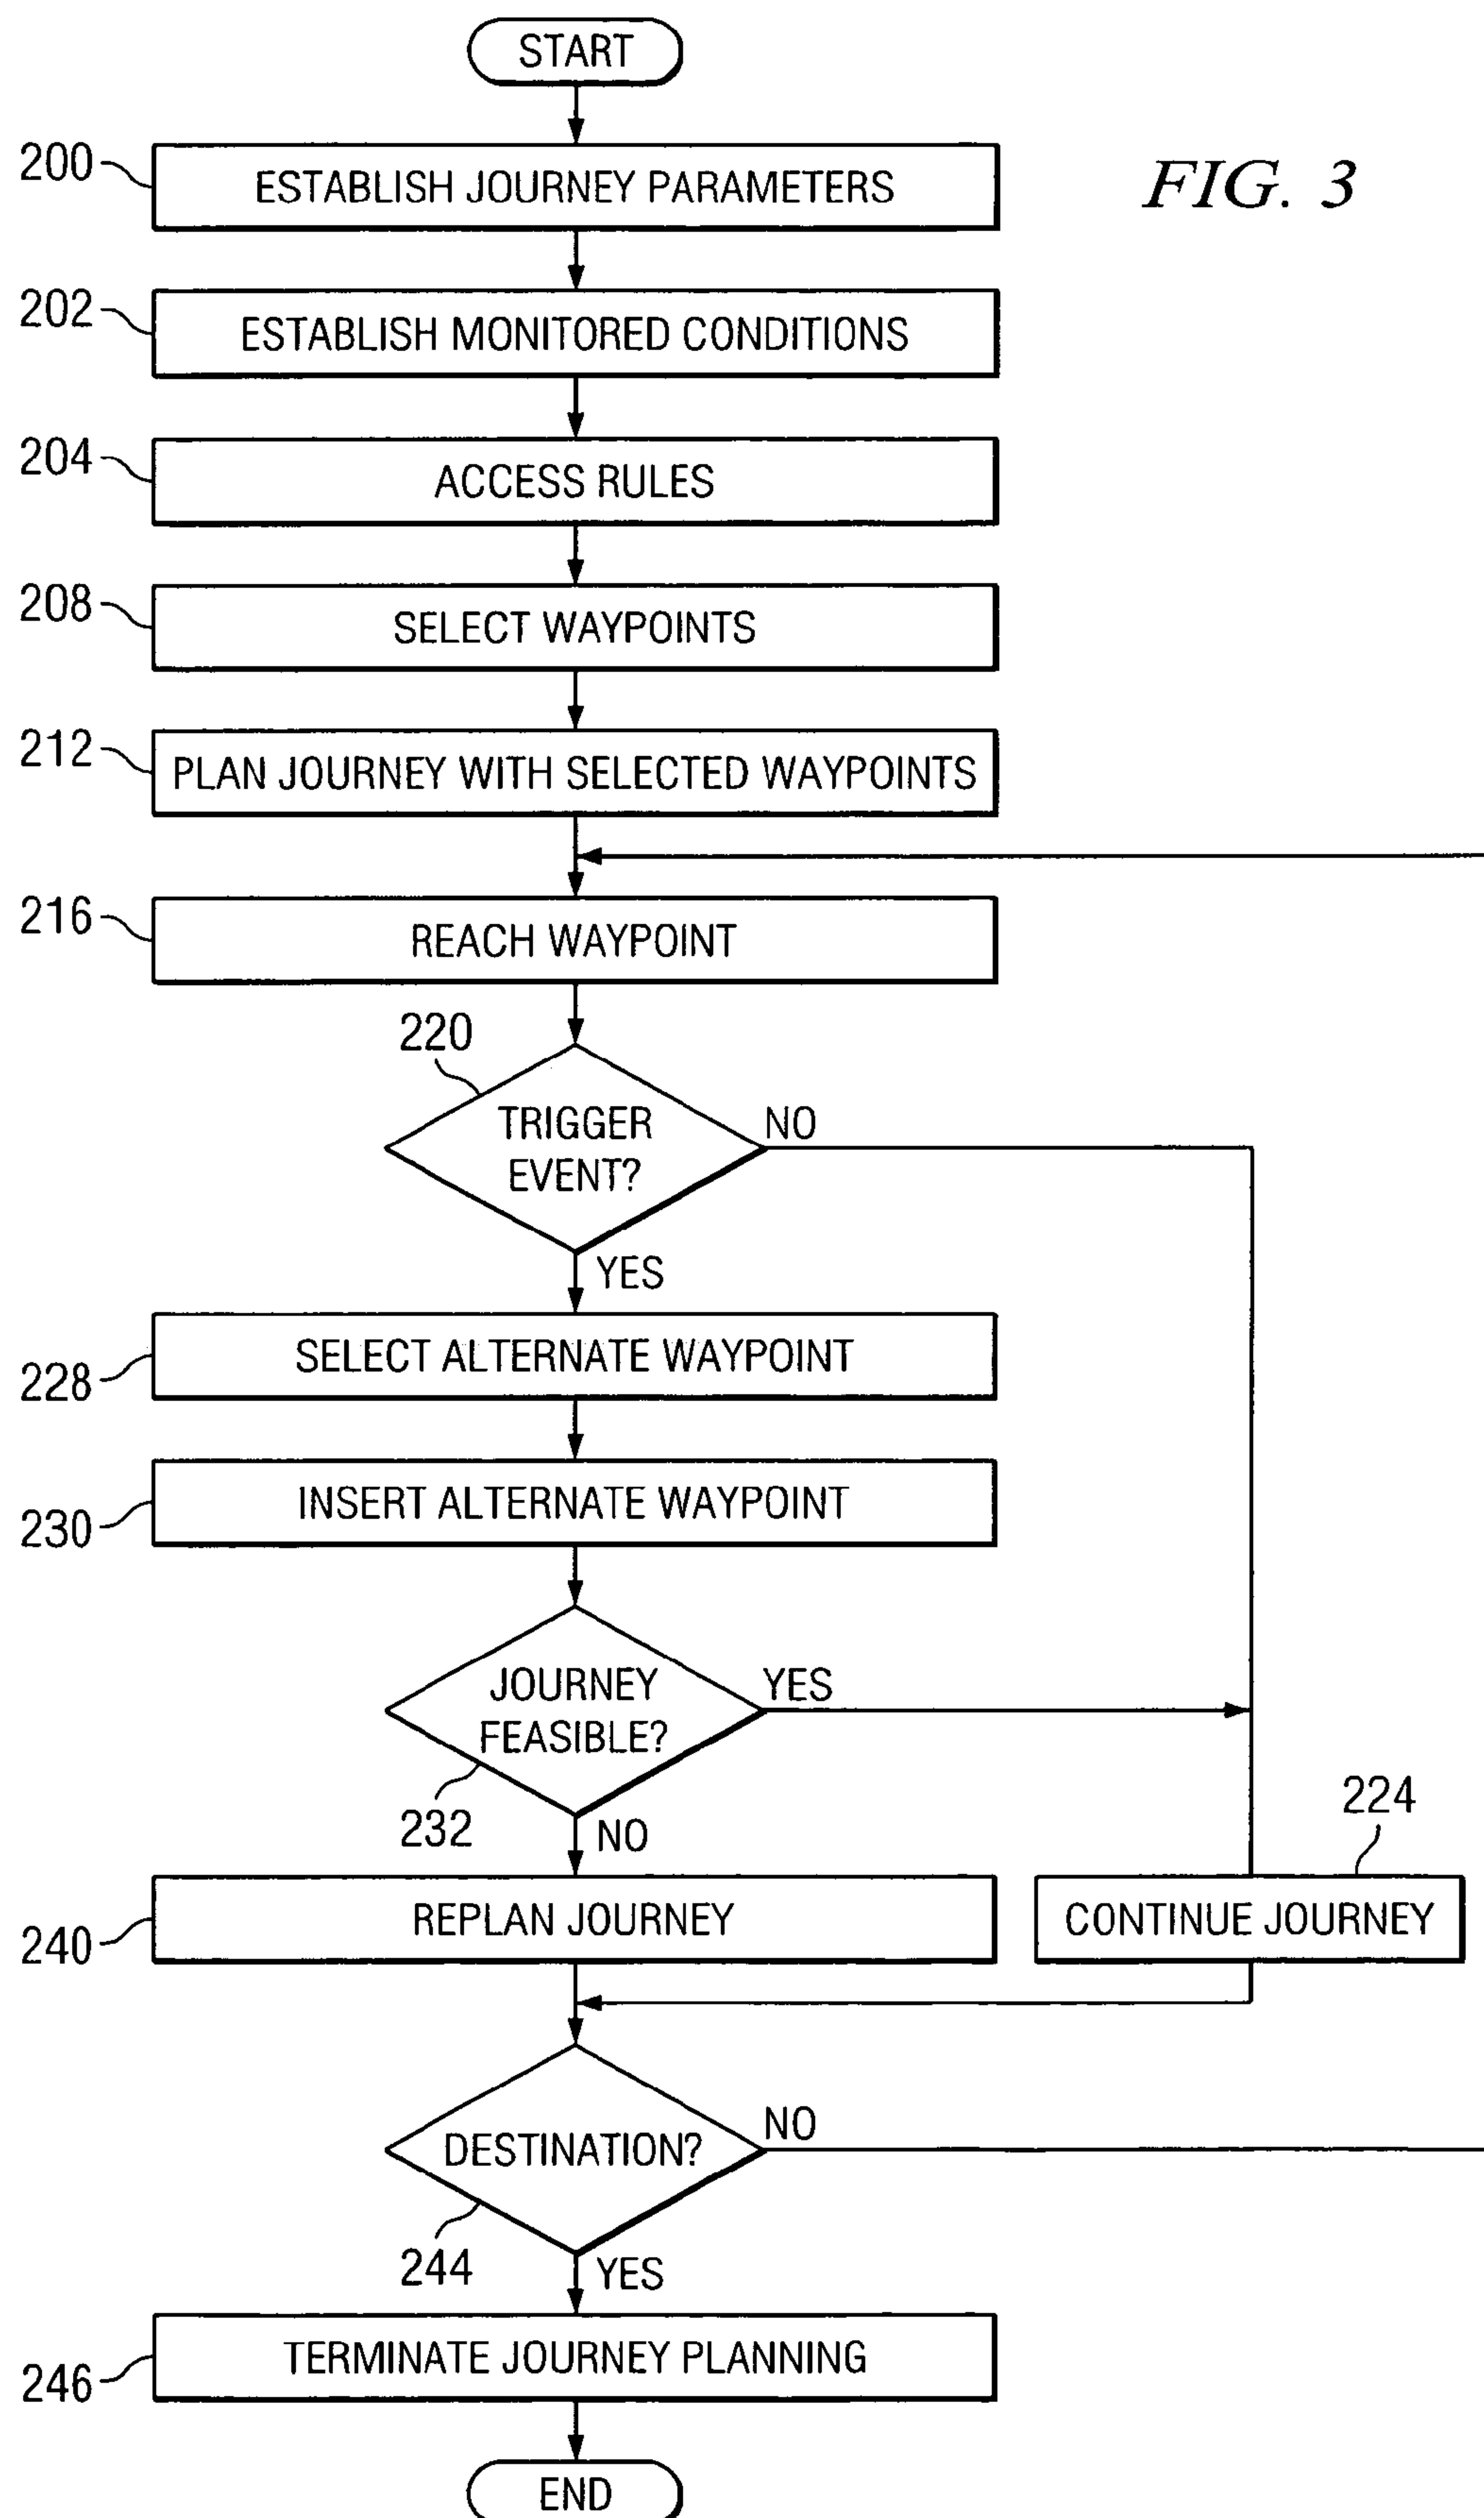 START
200
ESTABLISH JOURNEY PARAMETERS
FIG. 3
202
ESTABLISH MONITORED CONDITIONS
204
ACCESS RULES
208
SELECT WAYPOINTS
212
PLAN JOURNEY WITH SELECTED WAYPOINTS
216
REACH WAYPOINT
220
TRIGGER
EVENT?
NO
YES
SELECT ALTERNATE WAYPOINT
228
INSERT ALTERNATE WAYPOINT
230
JOURNEY
FEASIBLE?
YES
232
NO
224
REPLAN JOURNEY
CONTINUE JOURNEY
240
DESTINATION?
NO
244
YES
TERMINATE JOURNEY PLANNING
246
END